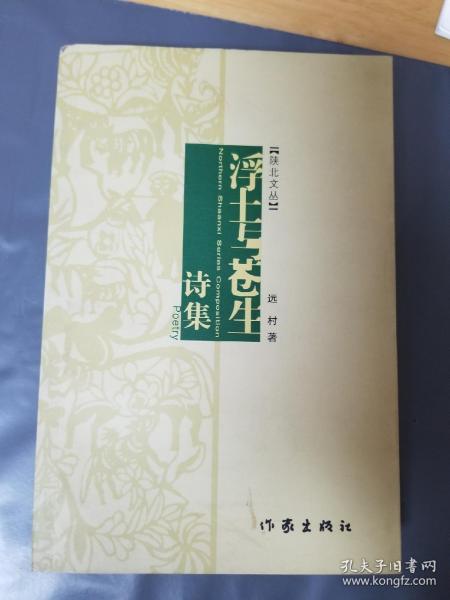 【陕北文丛】
浮土与苍生
Northern Shaanxi Series Composition
诗集
Poetry
远村 著
作家出版社
孔夫子旧书网
www.kongfz.com